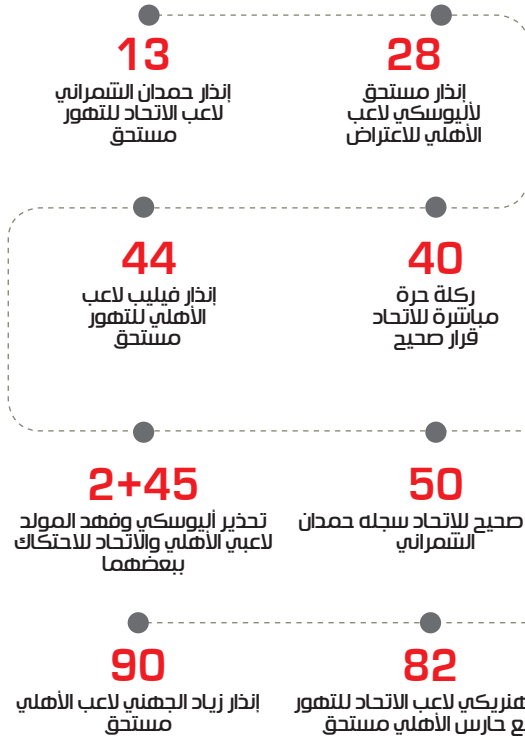 28
إنذار مستحق
لأليوسكي لاعب
الأهلي للاعتراض
13
إنذار حمدان الشمراني
لاعب الاتحاد للتهور
مستحق
40
ركلة حرة
مباشرة للاتحاد
قرار صحيح
44
إنذار فيليب لاعب
الأهلي للتهور
مستحق
50
صحيح للاتحاد سجله حمدان
الشمراني
2+45
تحذير أليوسكي وفهد المولد
لاعبي الأهلي والاتحاد للاحتكاك
ببعضهما
82
هنريكي لاعب الاتحاد للتهور
حارس الأهلي مستحق
90
إنذار زياد الجهني لاعب الأهلي
مستحق